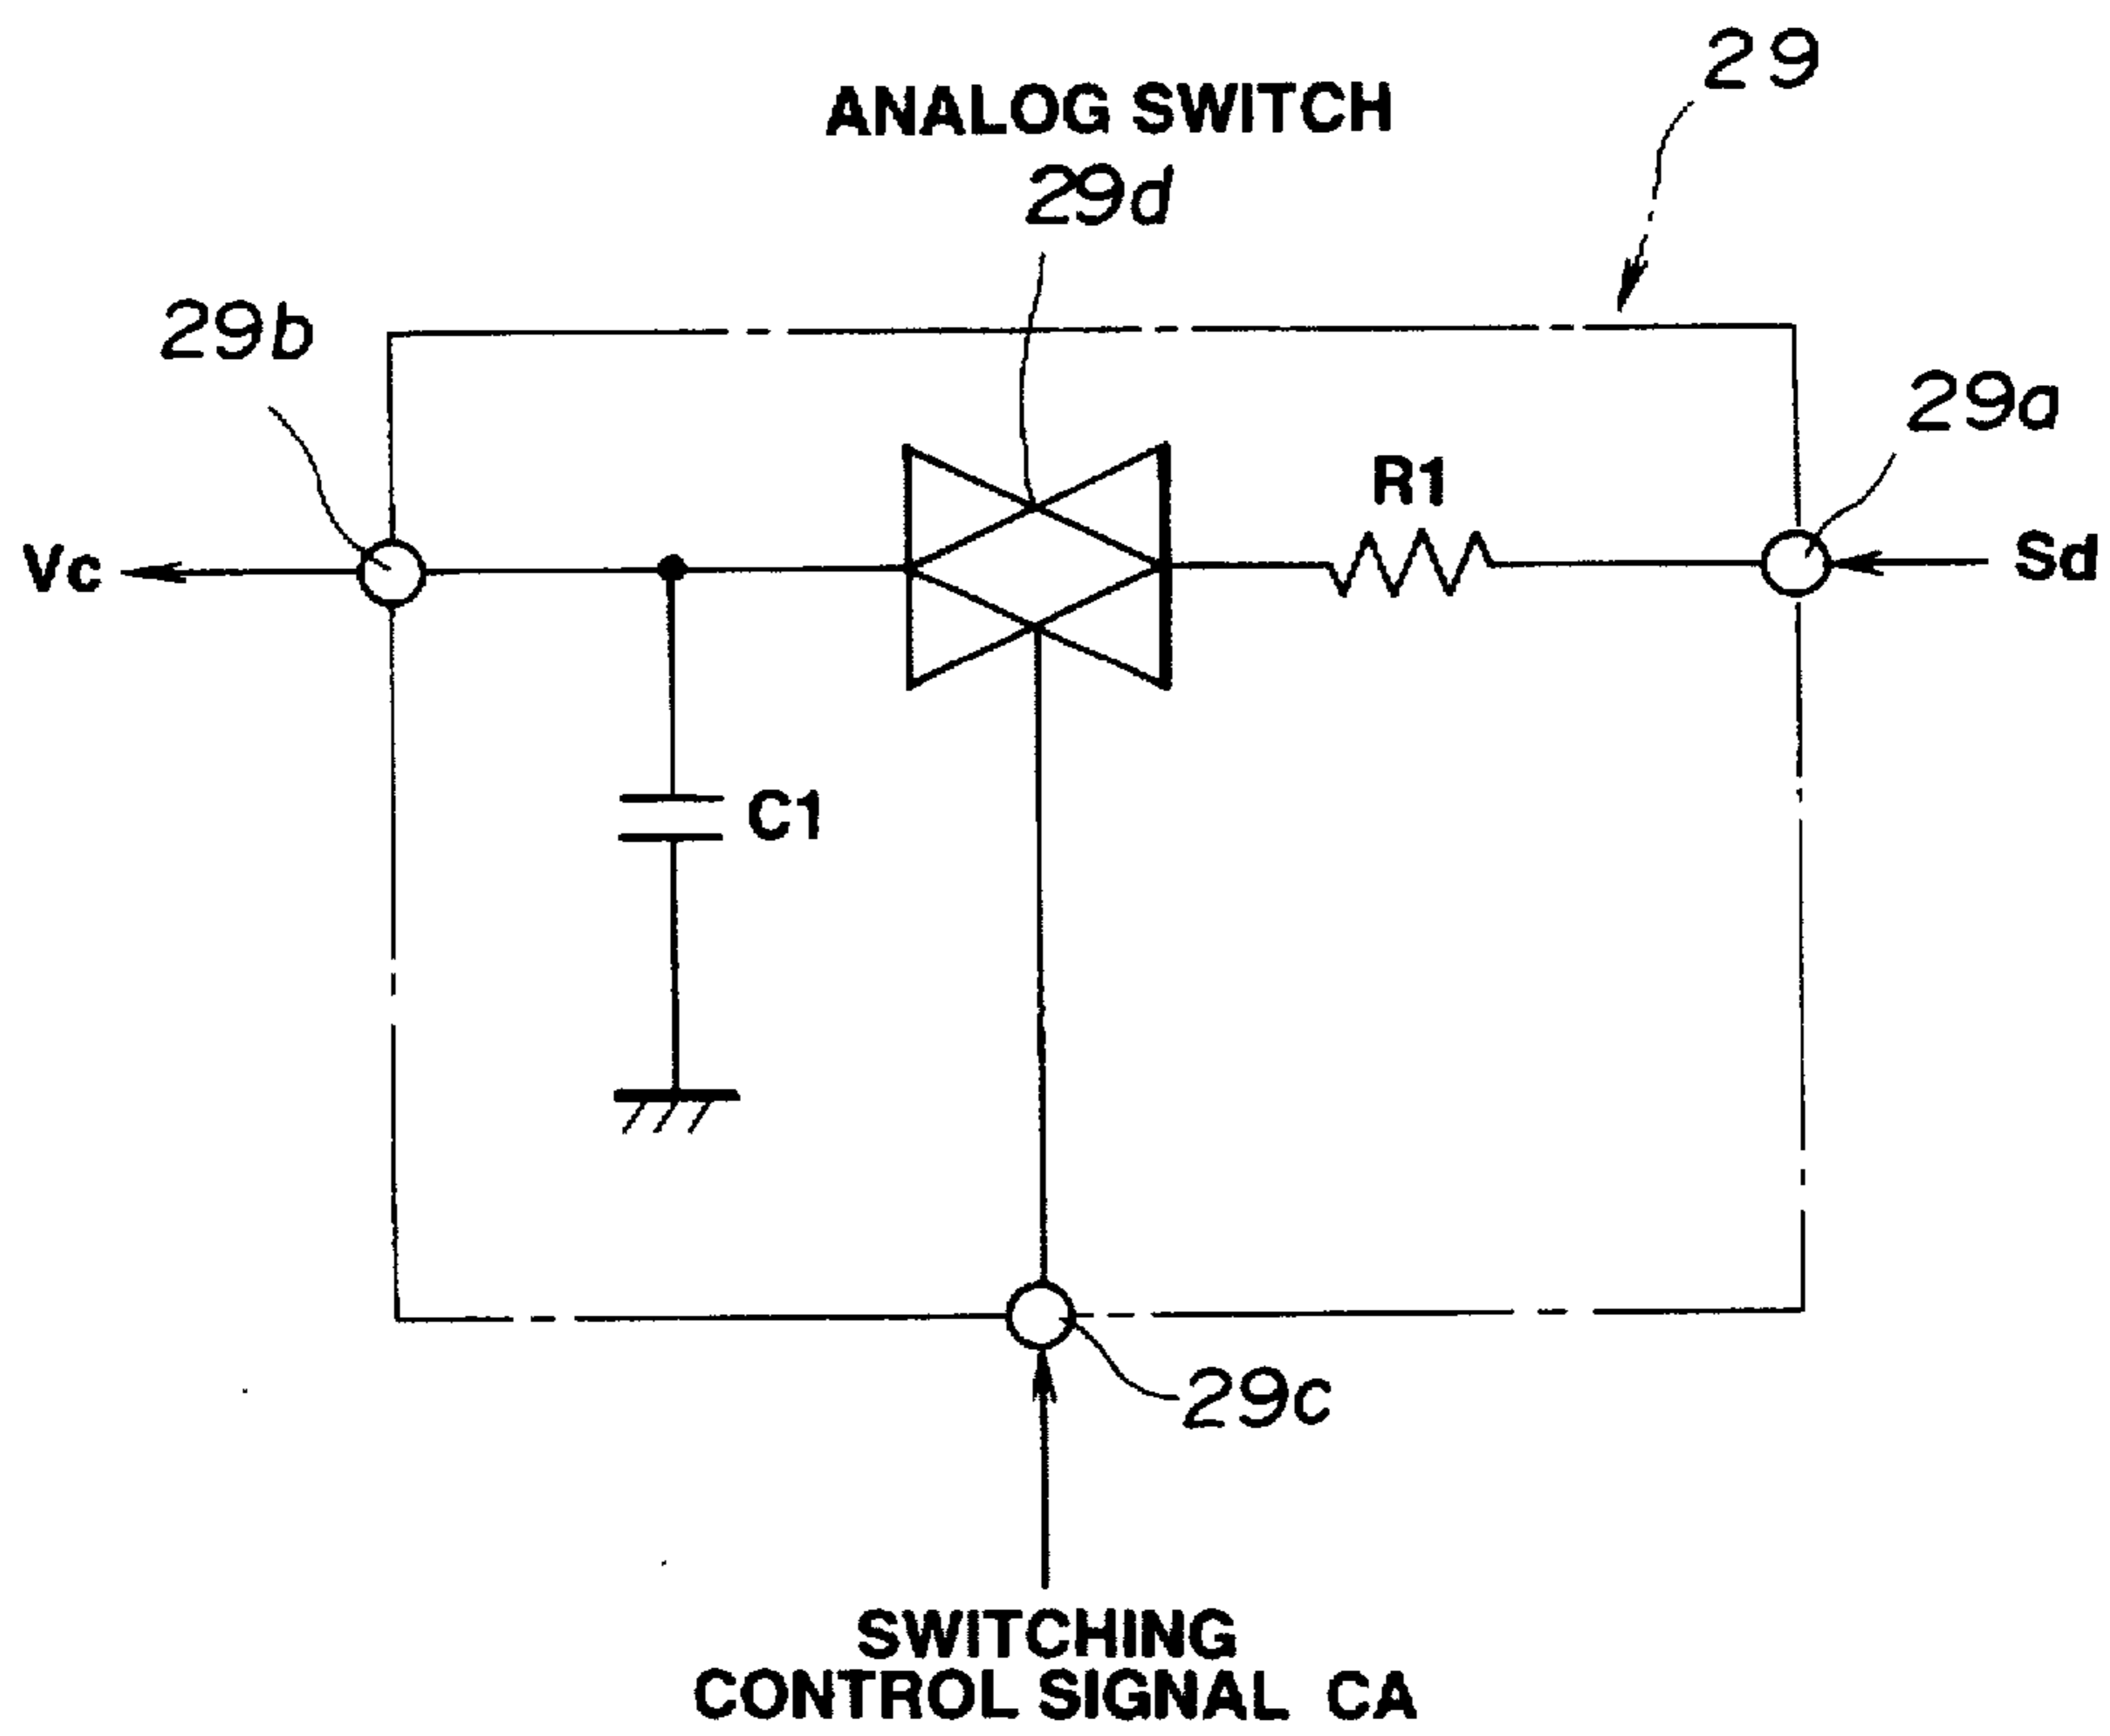 29
ANALOG SWITCH
29d
29b
29a
R1
Vc
Sd
C1
29c
SWITCHING
CONTROL SIGNAL CA